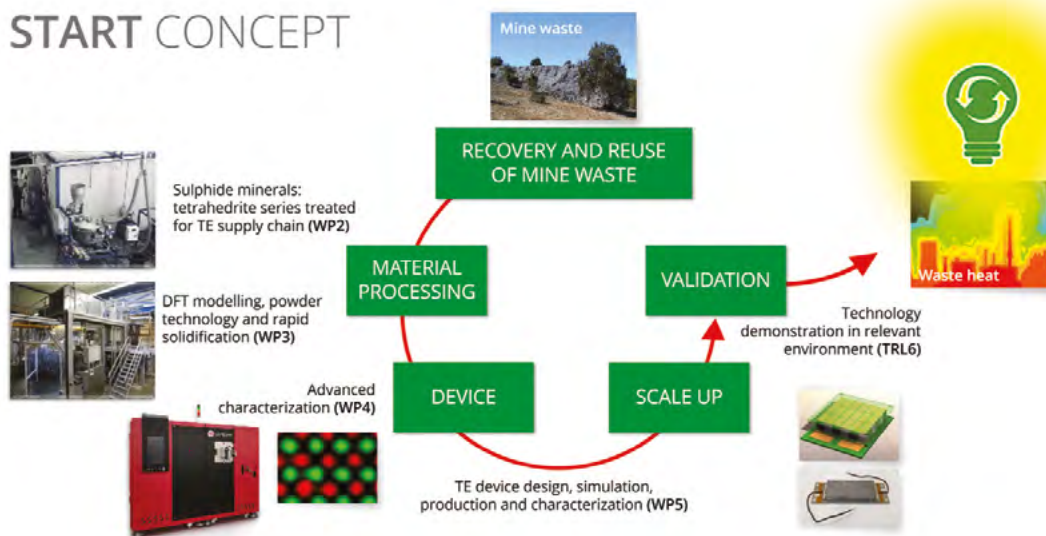 START CONCEPT
Mine waste
RECOVERY AND REUSE
OF MINE WASTE
Sulphide minerals:
tetrahedrite series treated
for TE supply chain (WP2)
MATERIAL
PROCESSING
VALIDATION
Waste heat
DFT modelling, powder
technology and rapid
solidification (WP3)
Technology
demonstration in relevant
environment (TRL6)
Advanced
characterization (WP4)
DEVICE
SCALE UP
TE device design, simulation,
production and characterization (WP5)